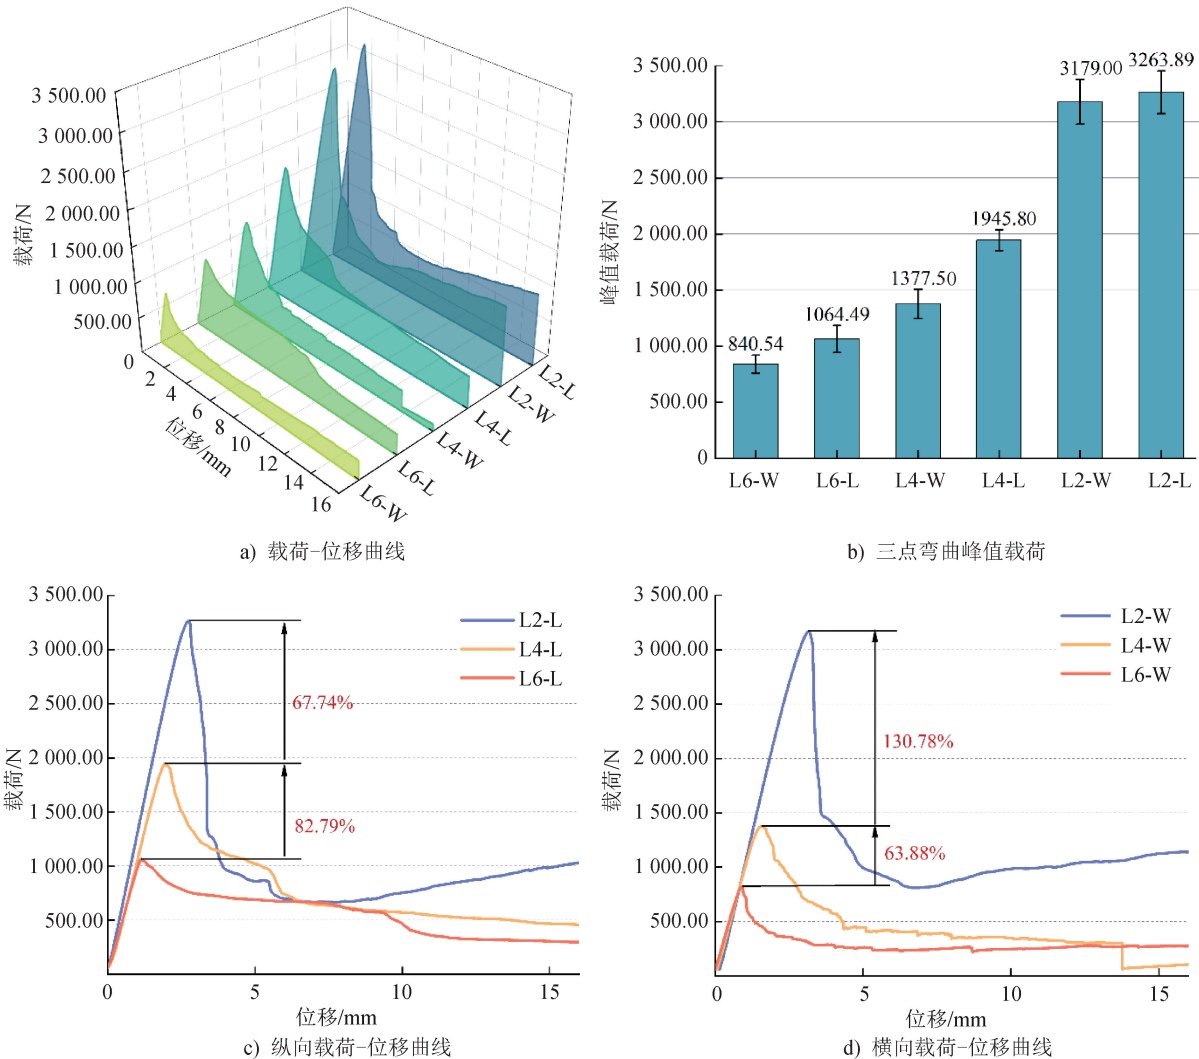 3 500.00
3 000.00
2 500.00
2 000.00
1 500.00
1 000.00
500.00
0
载荷/N
2
4
6
8
10
12
14
16
位移/mm
L6-W
L6-L
L4-W
L4-L
L2-W
L2-L
a) 载荷-位移曲线
3 500.00
3 000.00
2 500.00
2 000.00
1 500.00
1 000.00
500.00
0
峰值载荷/N
840.54
1064.49
1377.50
1945.80
3179.00
3263.89
L6-W
L6-L
L4-W
L4-L
L2-W
L2-L
b) 三点弯曲峰值载荷
3 500.00
3 000.00
2 500.00
2 000.00
1 500.00
1 000.00
500.00
载荷/N
L2-L
L4-L
L6-L
67.74%
82.79%
0
5
10
15
位移/mm
c) 纵向载荷-位移曲线
3 500.00
3 000.00
2 500.00
2 000.00
1 500.00
1 000.00
500.00
载荷/N
L2-W
L4-W
L6-W
130.78%
63.88%
0
5
10
15
位移/mm
d) 横向载荷-位移曲线